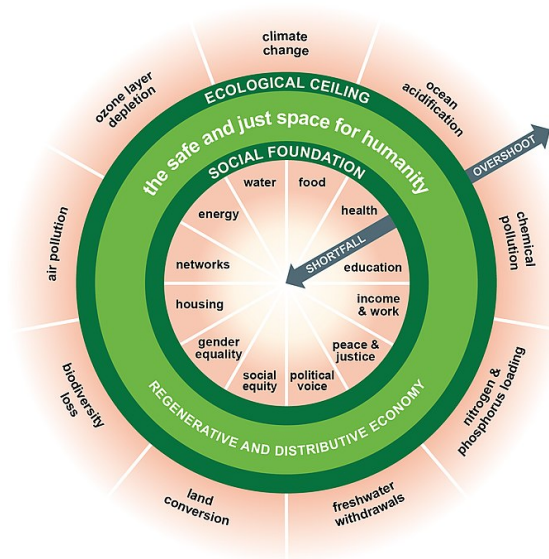 climate
change
ocean
acidification
chemical
pollution
nitrogen &
phosphorus loading
freshwater
withdrawals
land
conversion
biodiversity
loss
air pollution
ozone layer
depletion
ECOLOGICAL CEILING
the safe and just space for humanity
SOCIAL FOUNDATION
OVERSHOOT
SHORTFALL
water
food
health
education
income
& work
peace &
justice
political
voice
social
equity
gender
equality
housing
networks
energy
REGENERATIVE AND DISTRIBUTIVE ECONOMY